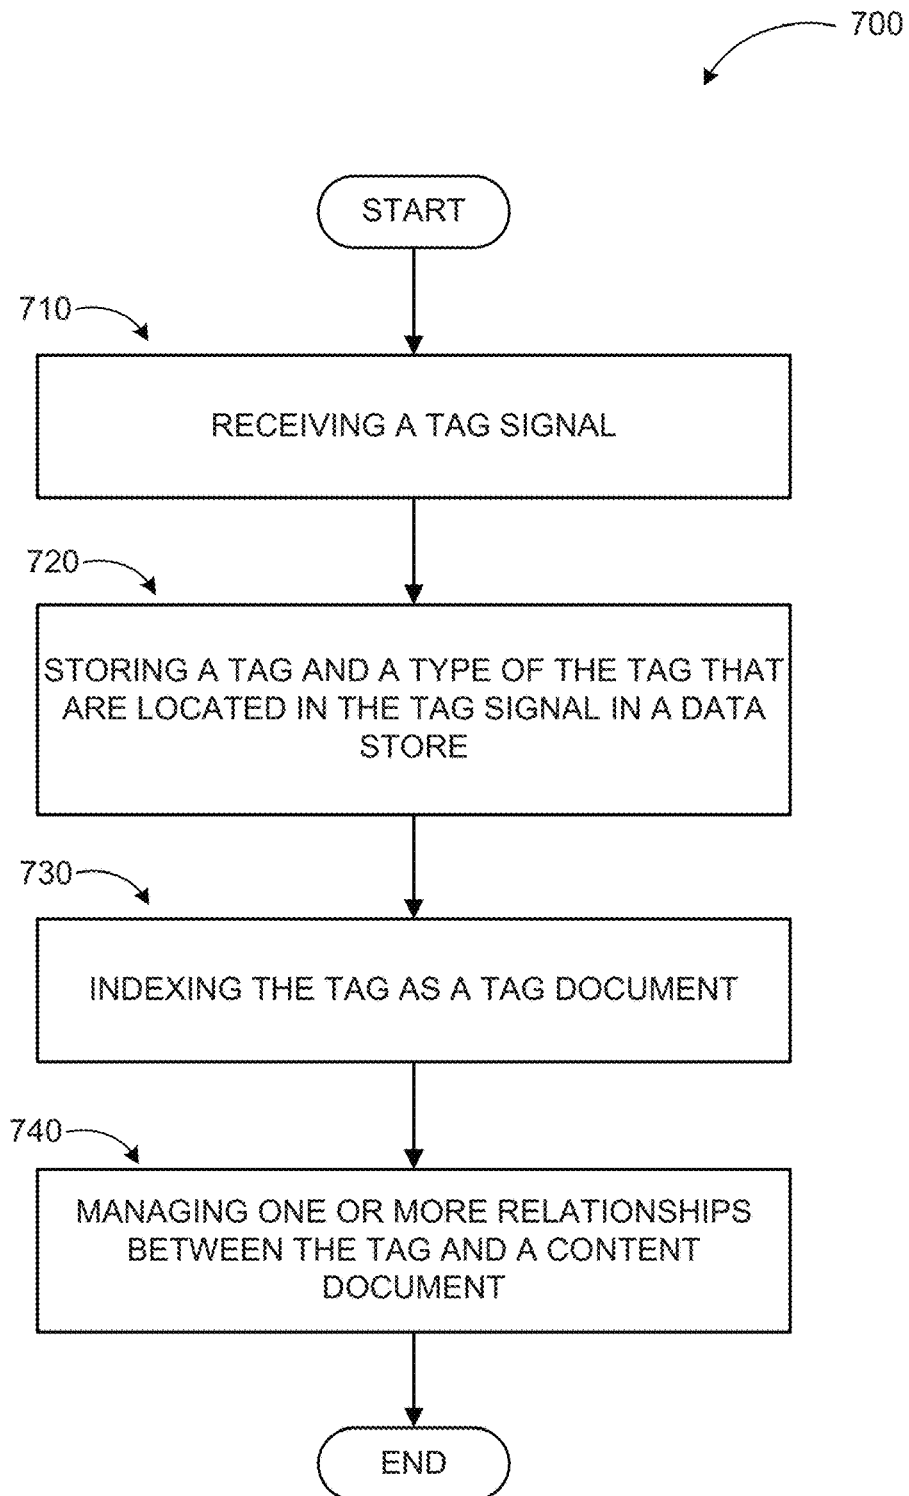 700
START
710
RECEIVING A TAG SIGNAL
720
STORING A TAG AND A TYPE OF THE TAG THAT
ARE LOCATED IN THE TAG SIGNAL IN A DATA
STORE
730
INDEXING THE TAG AS A TAG DOCUMENT
740
MANAGING ONE OR MORE RELATIONSHIPS
BETWEEN THE TAG AND A CONTENT
DOCUMENT
END